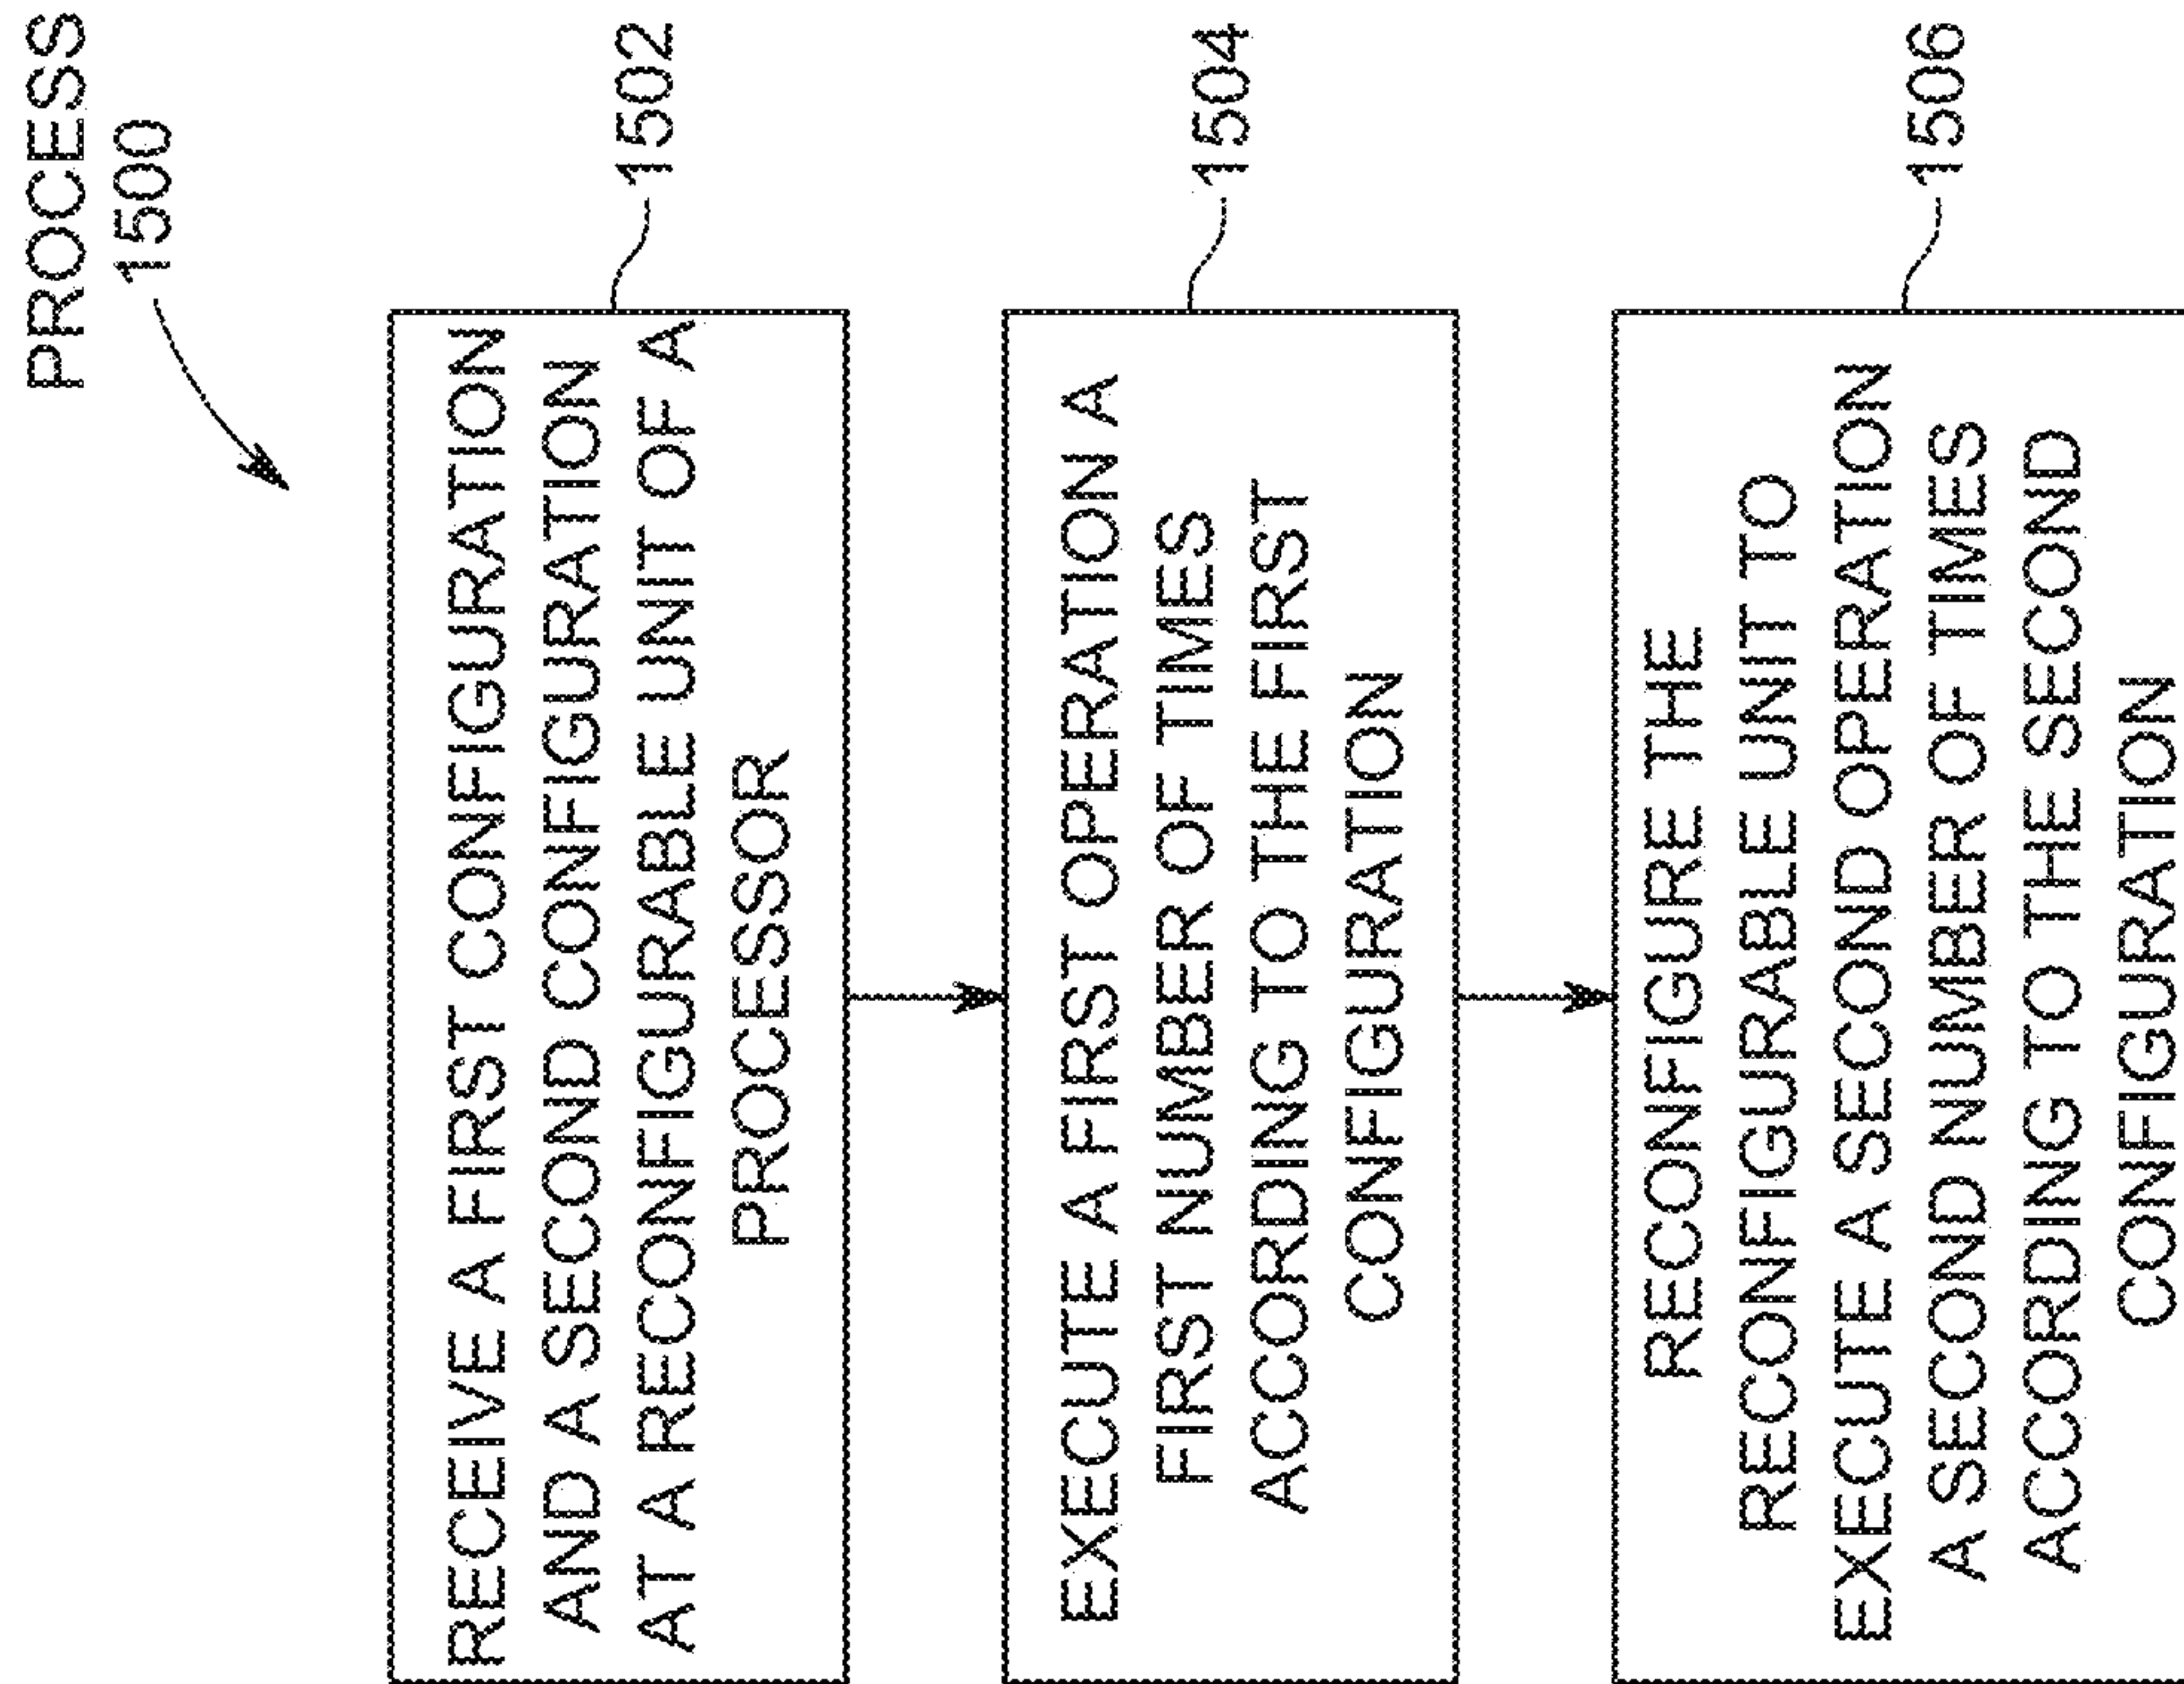 PROCESS
1500
RECEIVE A FIRST CONFIGURATION
AND A SECOND CONFIGURATION
AT A RECONFIGURABLE UNIT OF A
PROCESSOR
1502
EXECUTE A FIRST OPERATION A
FIRST NUMBER OF TIMES
ACCORDING TO THE FIRST
CONFIGURATION
1504
RECONFIGURE THE
RECONFIGURABLE UNIT TO
EXECUTE A SECOND OPERATION
A SECOND NUMBER OF TIMES
ACCORDING TO THE SECOND
CONFIGURATION
1506